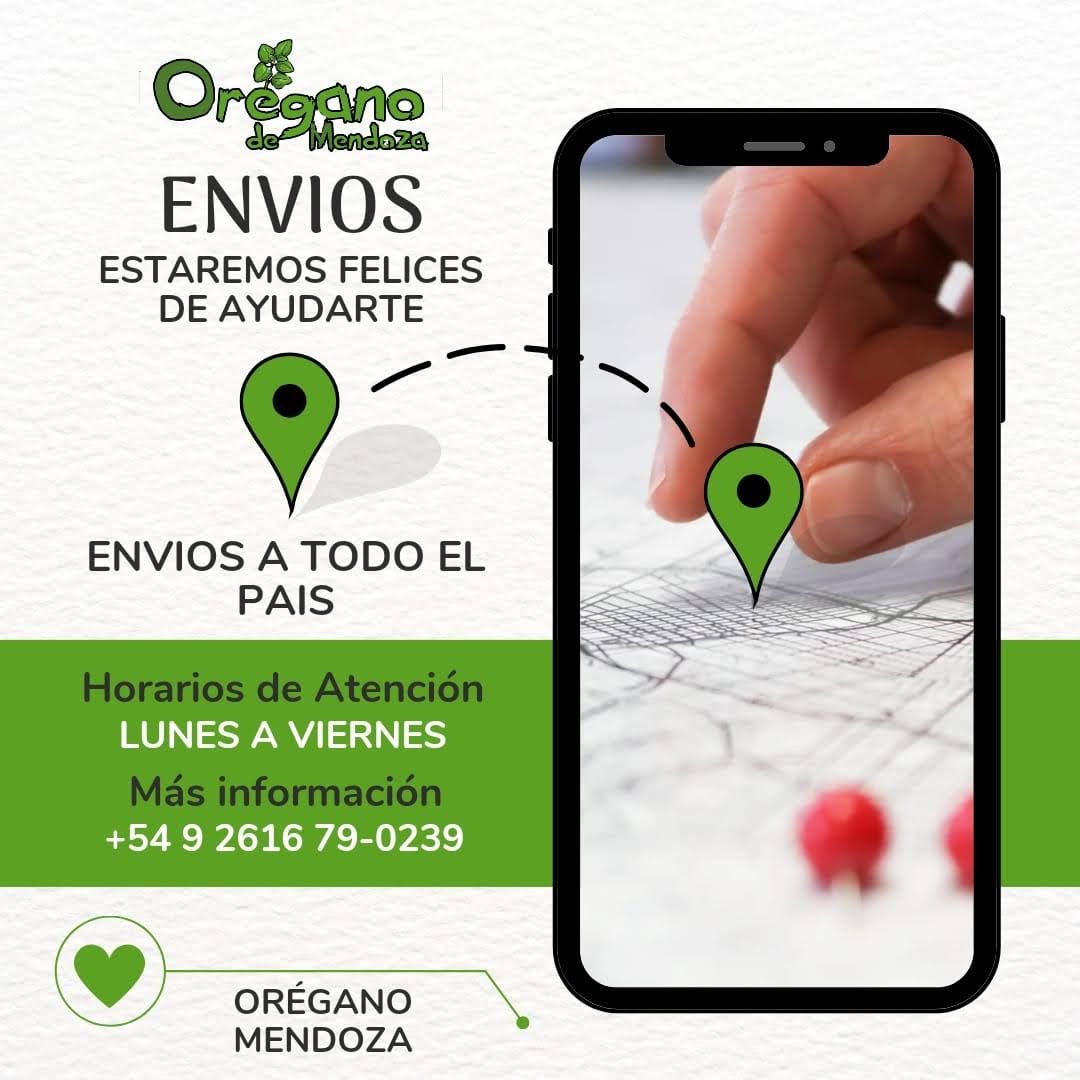 Orégano
de Mendoza
ENVIOS
ESTAREMOS FELICES
DE AYUDARTE
ENVIOS A TODO EL
PAIS
Horarios de Atención
LUNES A VIERNES
Más información
+54 9 2616 79-0239
ORÉGANO
MENDOZA